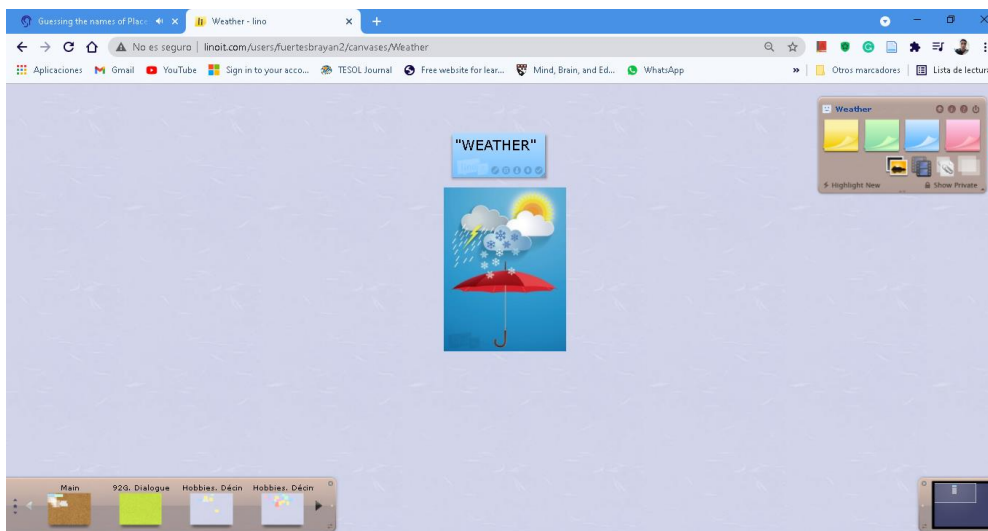 Guessing the names of Place
Weather - lino
No es seguro
linoit.com/users/fuertesbrayan2/canvases/Weather
Aplicaciones
Gmail
YouTube
Sign in to your acco...
TESOL Journal
Free website for lear...
Mind, Brain, and Ed...
WhatsApp
»
Otros marcadores
Lista de lectura
Weather
Highlight New
Show Private
"WEATHER"
Main
92G. Dialogue
Hobbies. Décin
Hobbies. Décin